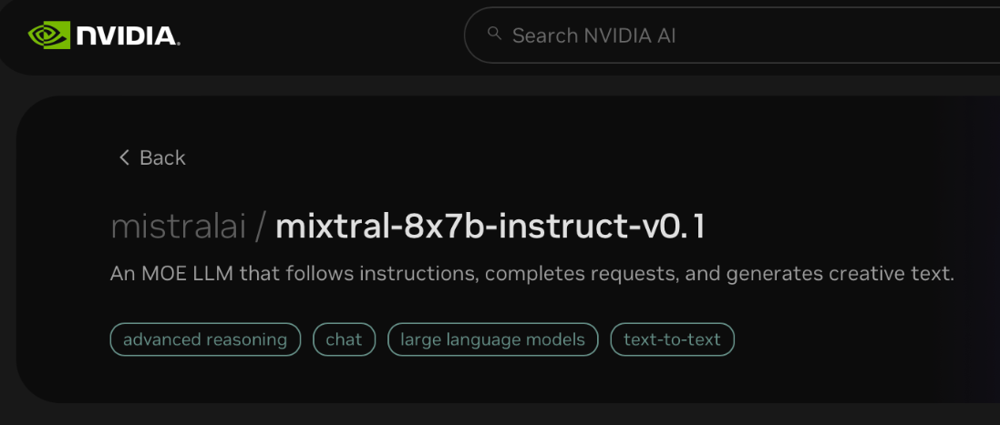 NVIDIA.
Search NVIDIA AI
Back
mistralai / mixtral-8x7b-instruct-v0.1
An MOE LLM that follows instructions, completes requests, and generates creative text.
advanced reasoning chat large language models text-to-text